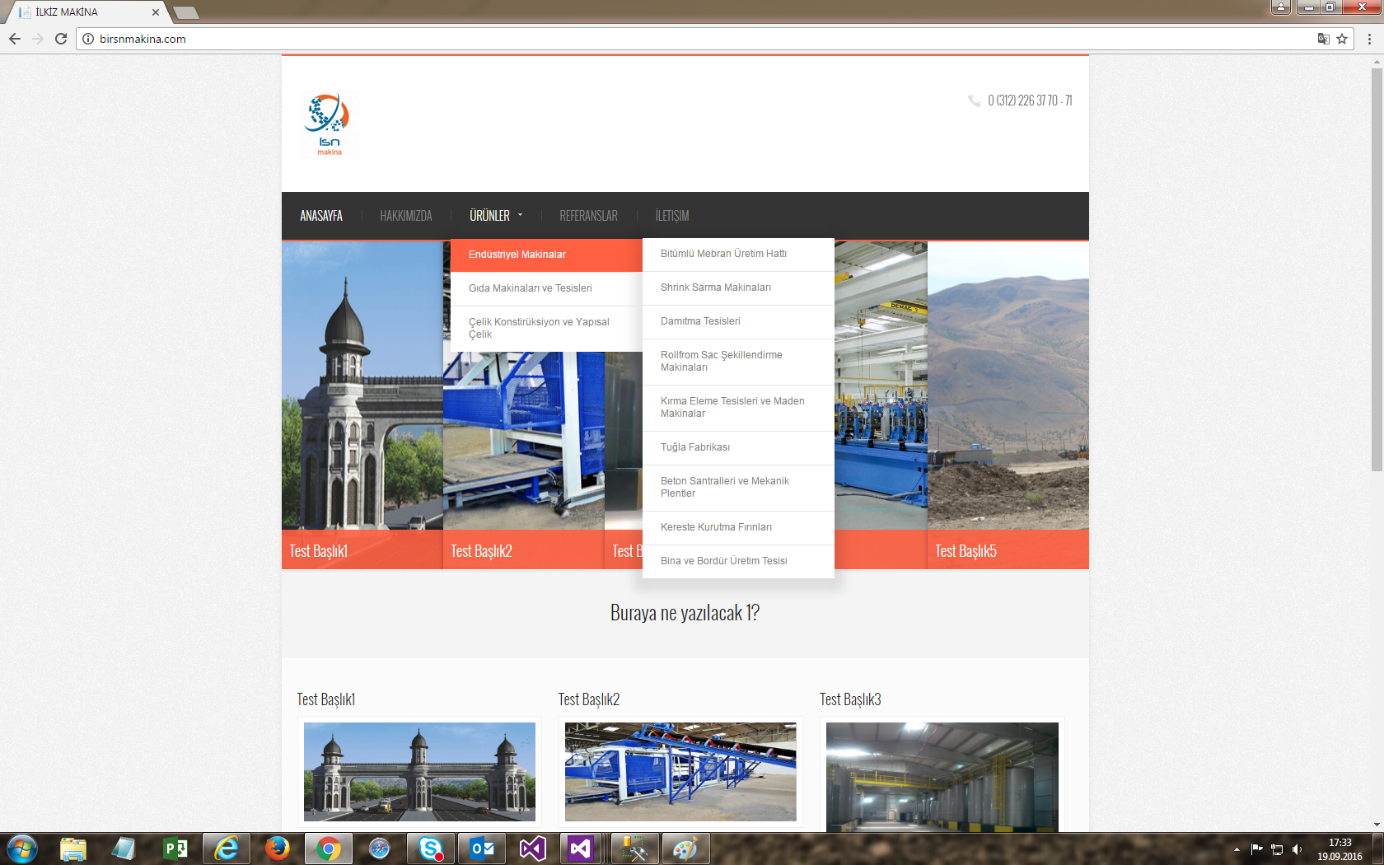 İLKİZ MAKİNA
birsnmakina.com
ısn
makina
0 (312) 226 37 70 - 71
ANASAYFA
HAKKIMIZDA
ÜRÜNLER
REFERANSLAR
İLETİŞİM
Endüstriyel Makinalar
Gıda Makinaları ve Tesisleri
Çelik Konstirüksiyon ve Yapısal
Çelik
Bitümlü Mebran Üretim Hattı
Shrink Sarma Makinaları
Damıtma Tesisleri
Rollfrom Sac Şekillendirme
Makinaları
Kırma Eleme Tesisleri ve Maden
Makinalar
Tuğla Fabrikası
Beton Santralleri ve Mekanik
Plentler
Kereste Kurutma Fırınları
Bina ve Bordür Üretim Tesisi
Test Başlık1
Test Başlık2
Test B
Test Başlık5
Buraya ne yazılacak 1?
Test Başlık1
Test Başlık2
Test Başlık3
17:33
19.09.2016